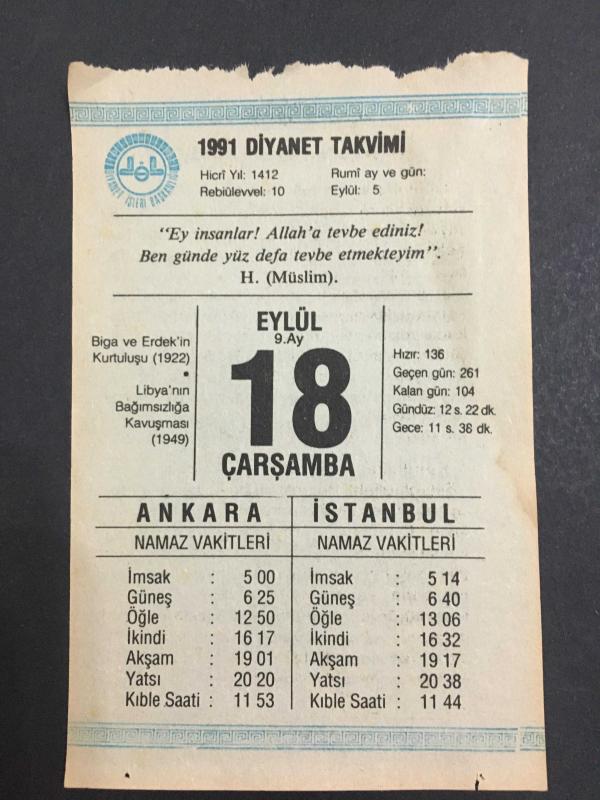 1991 DİYANET TAKVİMİ
Hicrî Yıl: 1412
Rebiülevvel: 10
Rumî ay ve gün:
Eylül: 5
DİYANET İŞLERİ BAŞKANLIĞI
“Ey insanlar! Allah’a tevbe ediniz!
Ben günde yüz defa tevbe etmekteyim”.
H. (Müslim).
Biga ve Erdek’in
Kurtuluşu (1922)
•
Libya’nın
Bağımsızlığa
Kavuşması
(1949)
EYLÜL
9.Ay
18
ÇARŞAMBA
Hızır: 136
Geçen gün: 261
Kalan gün: 104
Gündüz: 12 s. 22 dk.
Gece: 11 s. 38 dk.
ANKARA
NAMAZ VAKİTLERİ
İmsak : 5 00
Güneş : 6 25
Öğle : 12 50
İkindi : 16 17
Akşam : 19 01
Yatsı : 20 20
Kıble Saati : 11 53
İSTANBUL
NAMAZ VAKİTLERİ
İmsak : 5 14
Güneş : 6 40
Öğle : 13 06
İkindi : 16 32
Akşam : 19 17
Yatsı : 20 38
Kıble Saati : 11 44